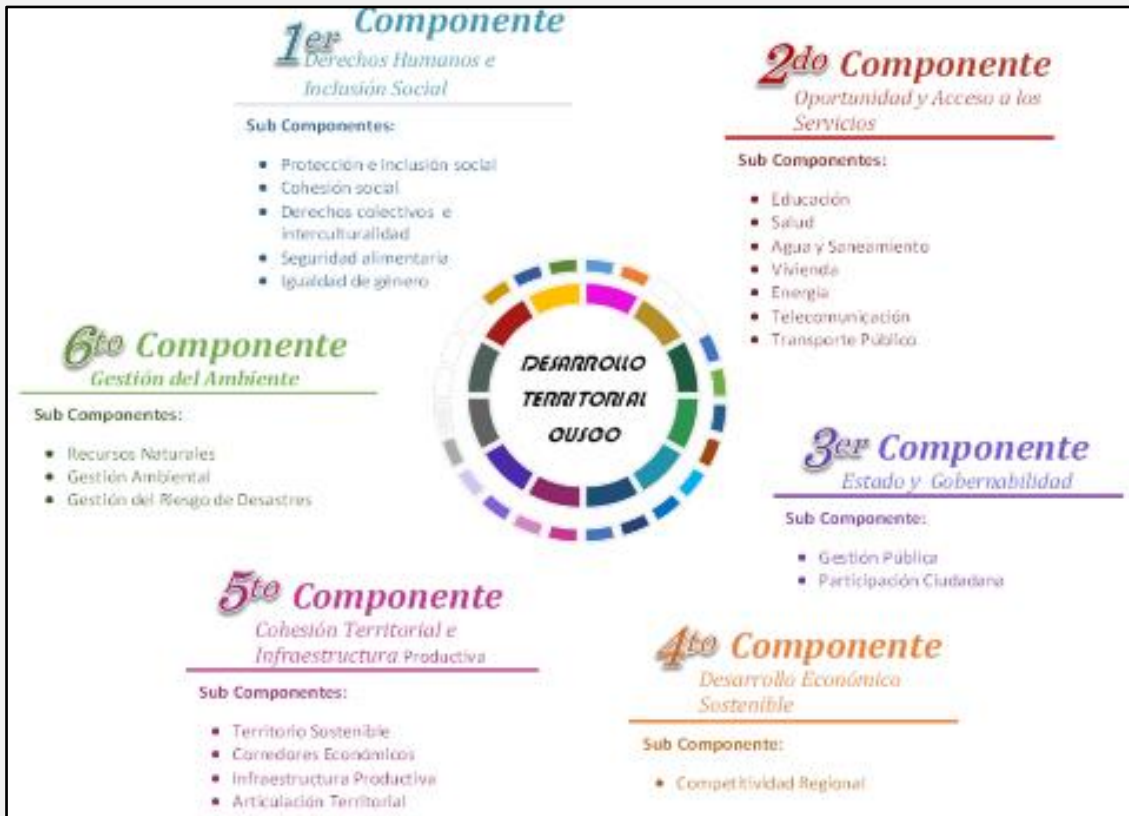 1er Componente
Derechos Humanos e
Inclusión Social
Sub Componentes:
• Protección e inclusión social
• Cohesión social
• Derechos colectivos e
interculturalidad
• Seguridad alimentaria
• Igualdad de género
2do Componente
Oportunidad y Acceso a los
Servicios
Sub Componentes:
• Educación
• Salud
• Agua y Saneamiento
• Vivienda
• Energía
• Telecomunicación
• Transporte Público
3er Componente
Estado y Gobernabilidad
Sub Componente:
• Gestión Pública
• Participación Ciudadana
4to Componente
Desarrollo Económico
Sostenible
Sub Componente:
• Competitividad Regional
5to Componente
Cohesión Territorial e
Infraestructura Productiva
Sub Componentes:
• Territorio Sostenible
• Corredores Económicos
• Infraestructura Productiva
• Articulación Territorial
6to Componente
Gestión del Ambiente
Sub Componentes:
• Recursos Naturales
• Gestión Ambiental
• Gestión del Riesgo de Desastres
DESARROLLO
TERRITORIAL
CUSCO